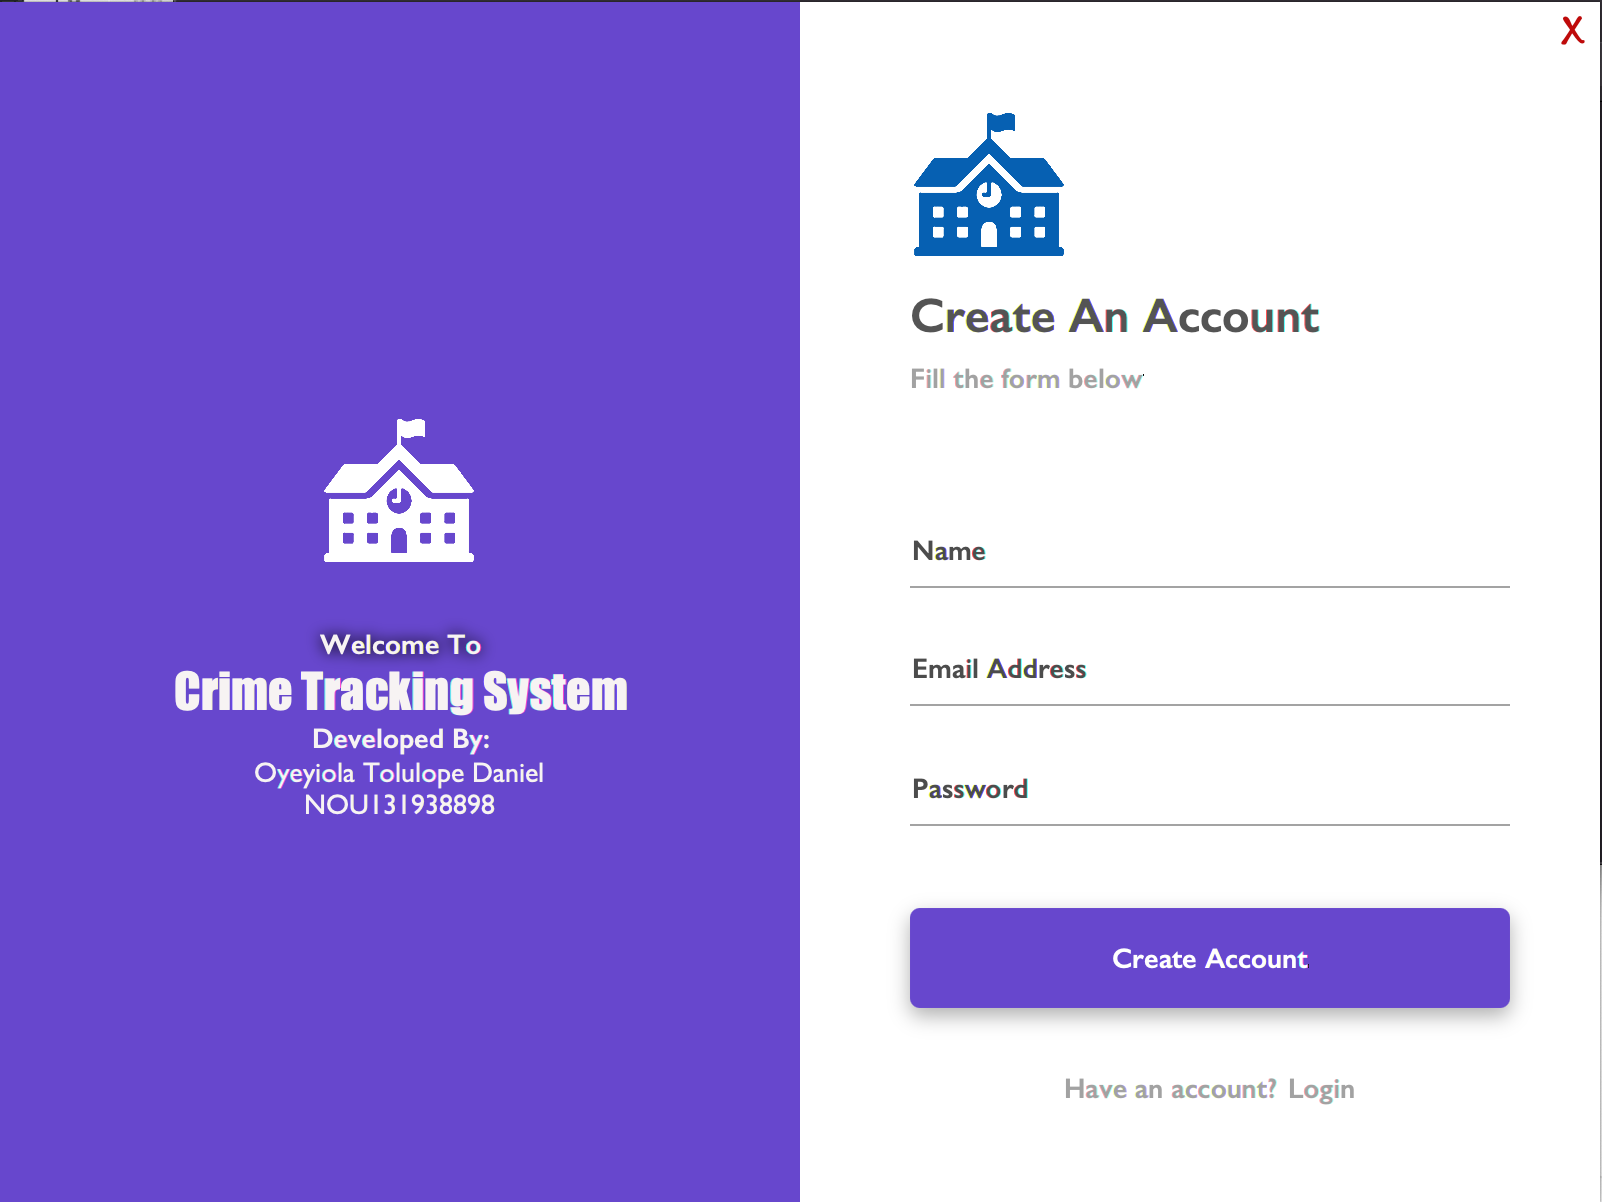 Welcome To
Crime Tracking System
Developed By:
Oyeyiola Tolulope Daniel
NOU131938898
X
Create An Account
Fill the form below
Name
Email Address
Password
Create Account
Have an account? Login